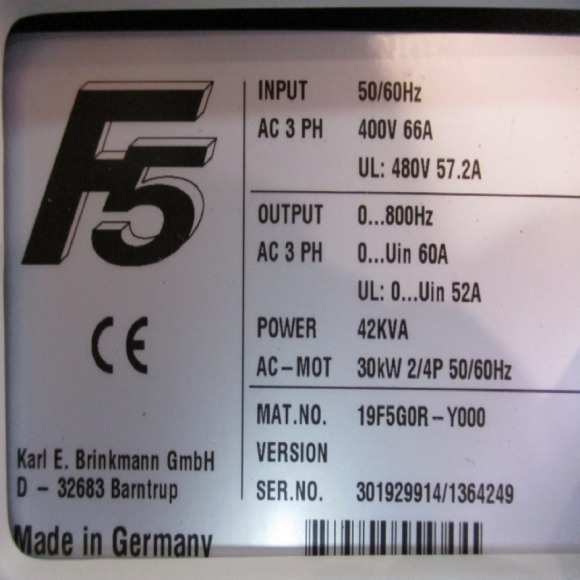 F5
INPUT 50/60Hz
AC 3 PH 400V 66A
UL: 480V 57.2A
OUTPUT 0...800Hz
AC 3 PH 0...Uin 60A
UL: 0...Uin 52A
POWER 42KVA
AC-MOT 30kW 2/4P 50/60Hz
CE
MAT.NO. 19F5G0R-Y000
VERSION
SER.NO. 301929914/1364249
Karl E. Brinkmann GmbH
D - 32683 Barntrup
Made in Germany